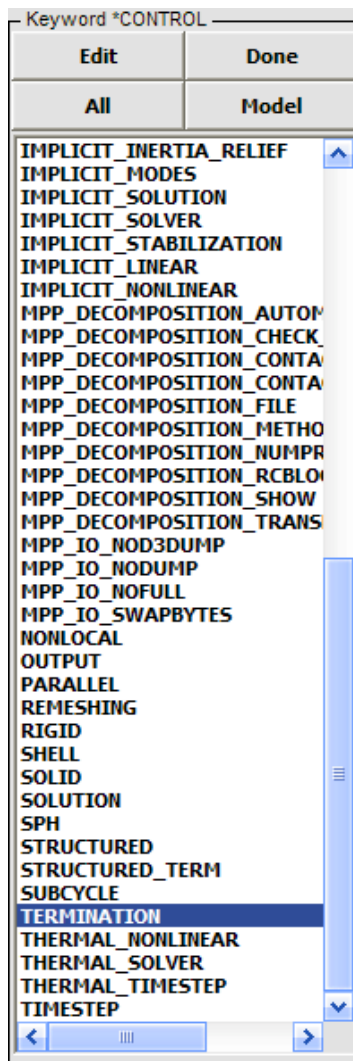 Keyword *CONTROL
Edit Done
All Model
IMPLICIT_INERTIA_RELIEF
IMPLICIT_MODES
IMPLICIT_SOLUTION
IMPLICIT_SOLVER
IMPLICIT_STABILIZATION
IMPLICIT_LINEAR
IMPLICIT_NONLINEAR
MPP_DECOMPOSITION_AUTOM
MPP_DECOMPOSITION_CHECK_
MPP_DECOMPOSITION_CONTA
MPP_DECOMPOSITION_CONTA
MPP_DECOMPOSITION_FILE
MPP_DECOMPOSITION_METHO
MPP_DECOMPOSITION_NUMPR
MPP_DECOMPOSITION_RCBLO
MPP_DECOMPOSITION_SHOW
MPP_DECOMPOSITION_TRANS
MPP_IO_NOD3DUMP
MPP_IO_NODUMP
MPP_IO_NOFULL
MPP_IO_SWAPBYTES
NONLOCAL
OUTPUT
PARALLEL
REMESHING
RIGID
SHELL
SOLID
SOLUTION
SPH
STRUCTURED
STRUCTURED_TERM
SUBCYCLE
TERMINATION
THERMAL_NONLINEAR
THERMAL_SOLVER
THERMAL_TIMESTEP
TIMESTEP